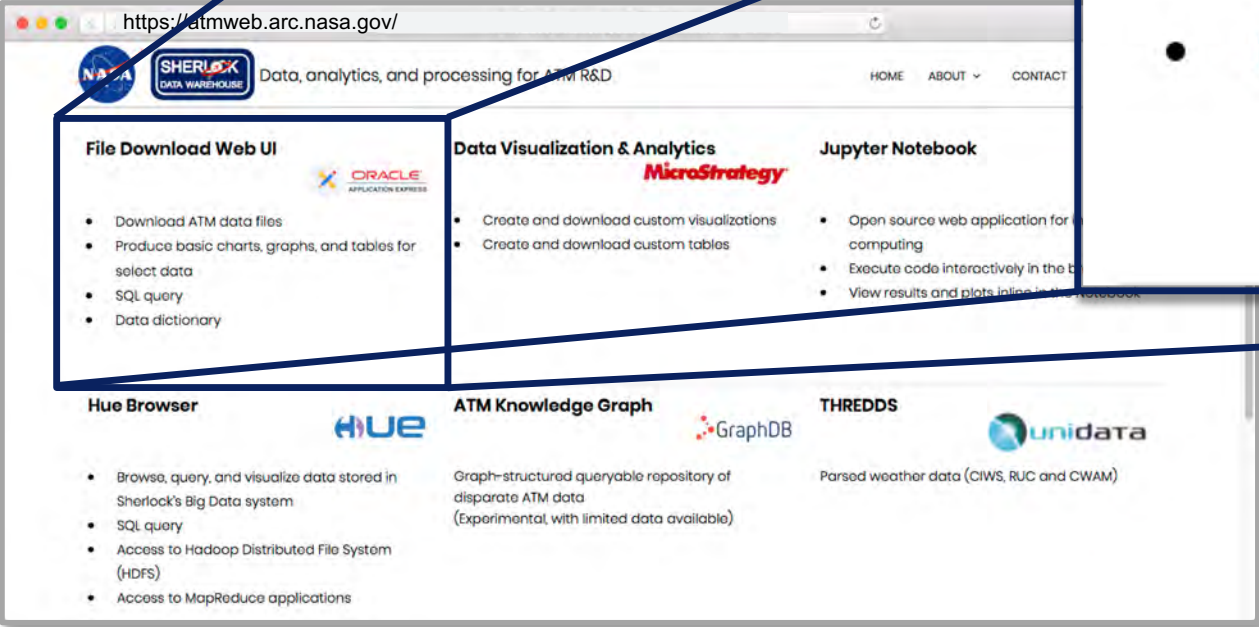 https://atmweb.arc.nasa.gov/
NASA
SHERLOCK
DATA WAREHOUSE
Data, analytics, and processing for ATM R&D
HOME ABOUT CONTACT
File Download Web UI
ORACLE
APPLICATION EXPRESS
• Download ATM data files
• Produce basic charts, graphs, and tables for
select data
• SQL query
• Data dictionary
Data Visualization & Analytics
MicroStrategy
• Create and download custom visualizations
• Create and download custom tables
Jupyter Notebook
• Open source web application for
computing
• Execute code interactively in the
• View results and plots inline in the Notebook
Hue Browser
HUE
• Browse, query, and visualize data stored in
Sherlock's Big Data system
• SQL query
• Access to Hadoop Distributed File System
(HDFS)
• Access to MapReduce applications
ATM Knowledge Graph
GraphDB
Graph-structured queryable repository of
disparate ATM data
(Experimental, with limited data available)
THREDDS
unidata
Parsed weather data (CIWS, RUC and CWAM)